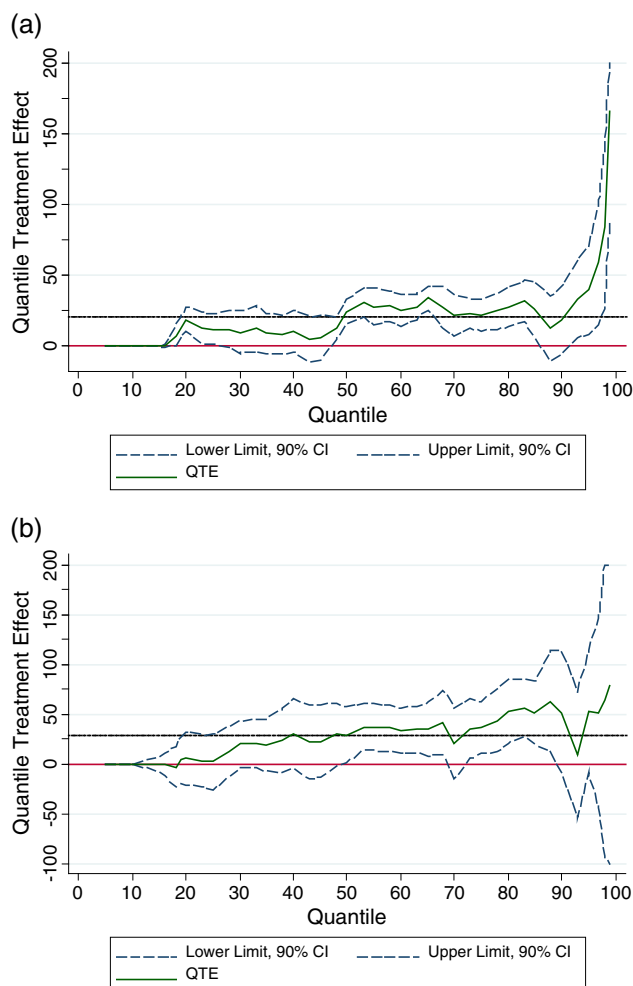 (a)
200
150
100
50
0
Quantile Treatment Effect
0 10 20 30 40 50 60 70 80 90 100
Quantile
Lower Limit, 90% CI Upper Limit, 90% CI
QTE
(b)
200
150
100
50
0
-50
-100
Quantile Treatment Effect
0 10 20 30 40 50 60 70 80 90 100
Quantile
Lower Limit, 90% CI Upper Limit, 90% CI
QTE